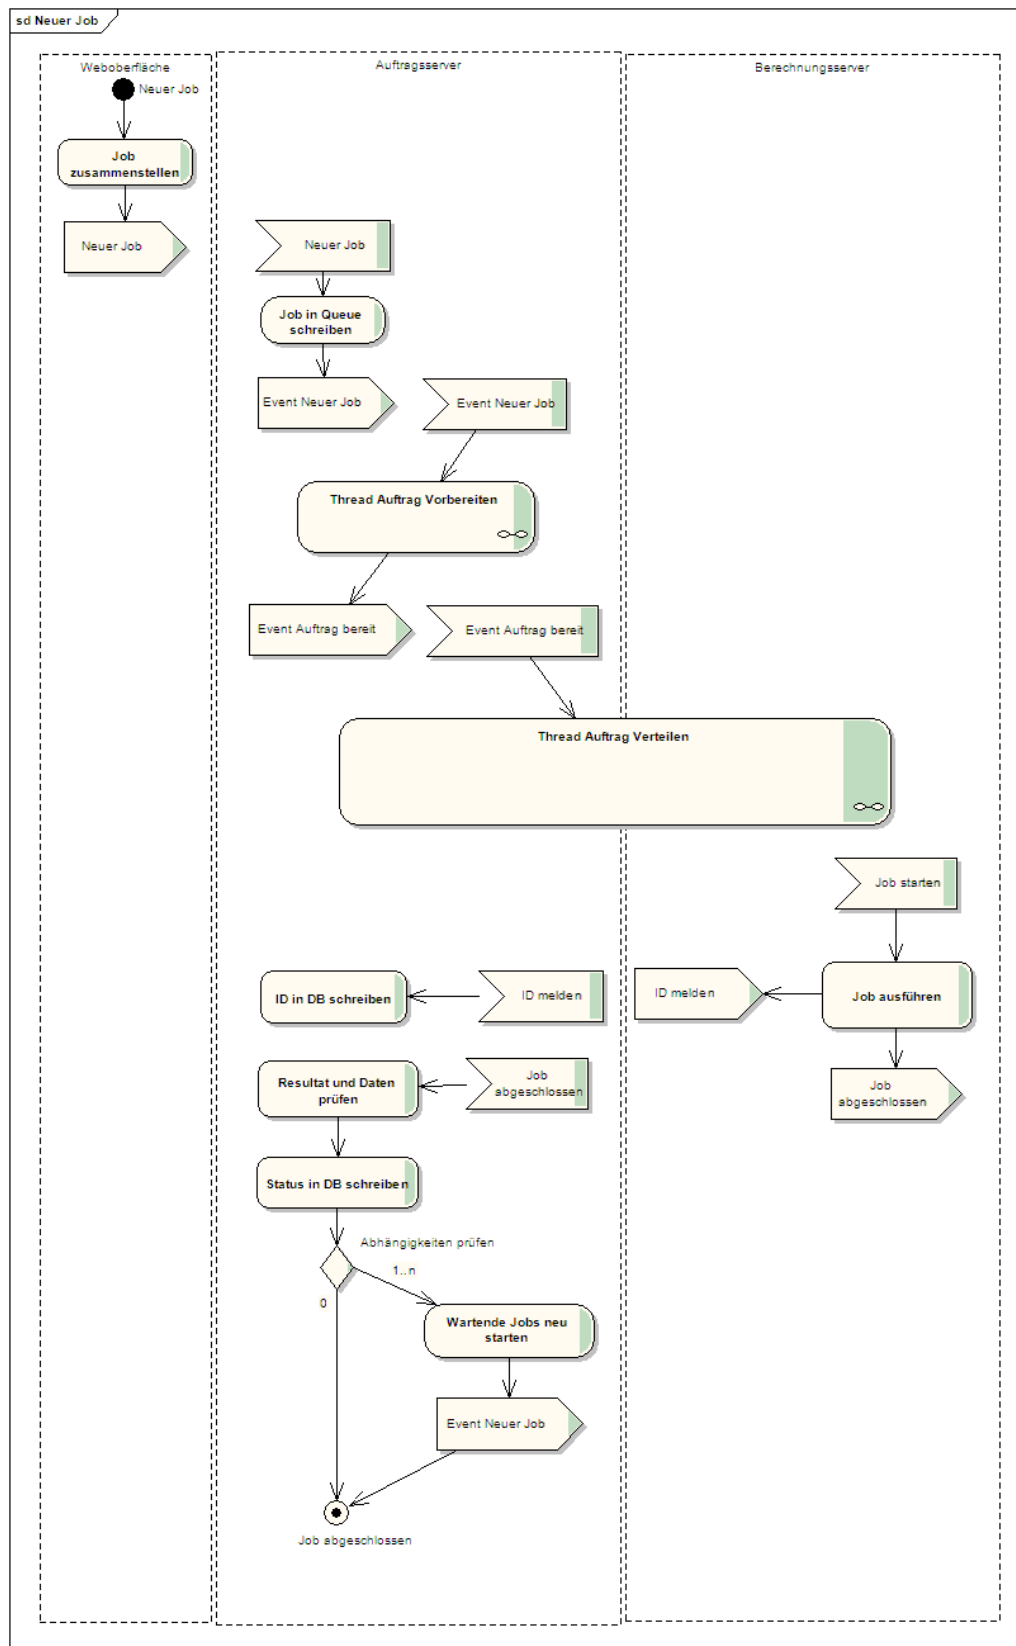 sd Neuer Job
Weboberfläche
Auftragsserver
Berechnungsserver
Neuer Job
Job
zusammenstellen
Neuer Job
Neuer Job
Job in Queue
schreiben
Event Neuer Job
Event Neuer Job
Thread Auftrag Vorbereiten
Event Auftrag bereit
Event Auftrag bereit
Thread Auftrag Verteilen
Job starten
ID in DB schreiben
ID melden
ID melden
Job ausführen
Resultat und Daten
prüfen
Job
abgeschlossen
Job
abgeschlossen
Status in DB schreiben
Abhängigkeiten prüfen
1..n
0
Wartende Jobs neu
starten
Event Neuer Job
Job abgeschlossen